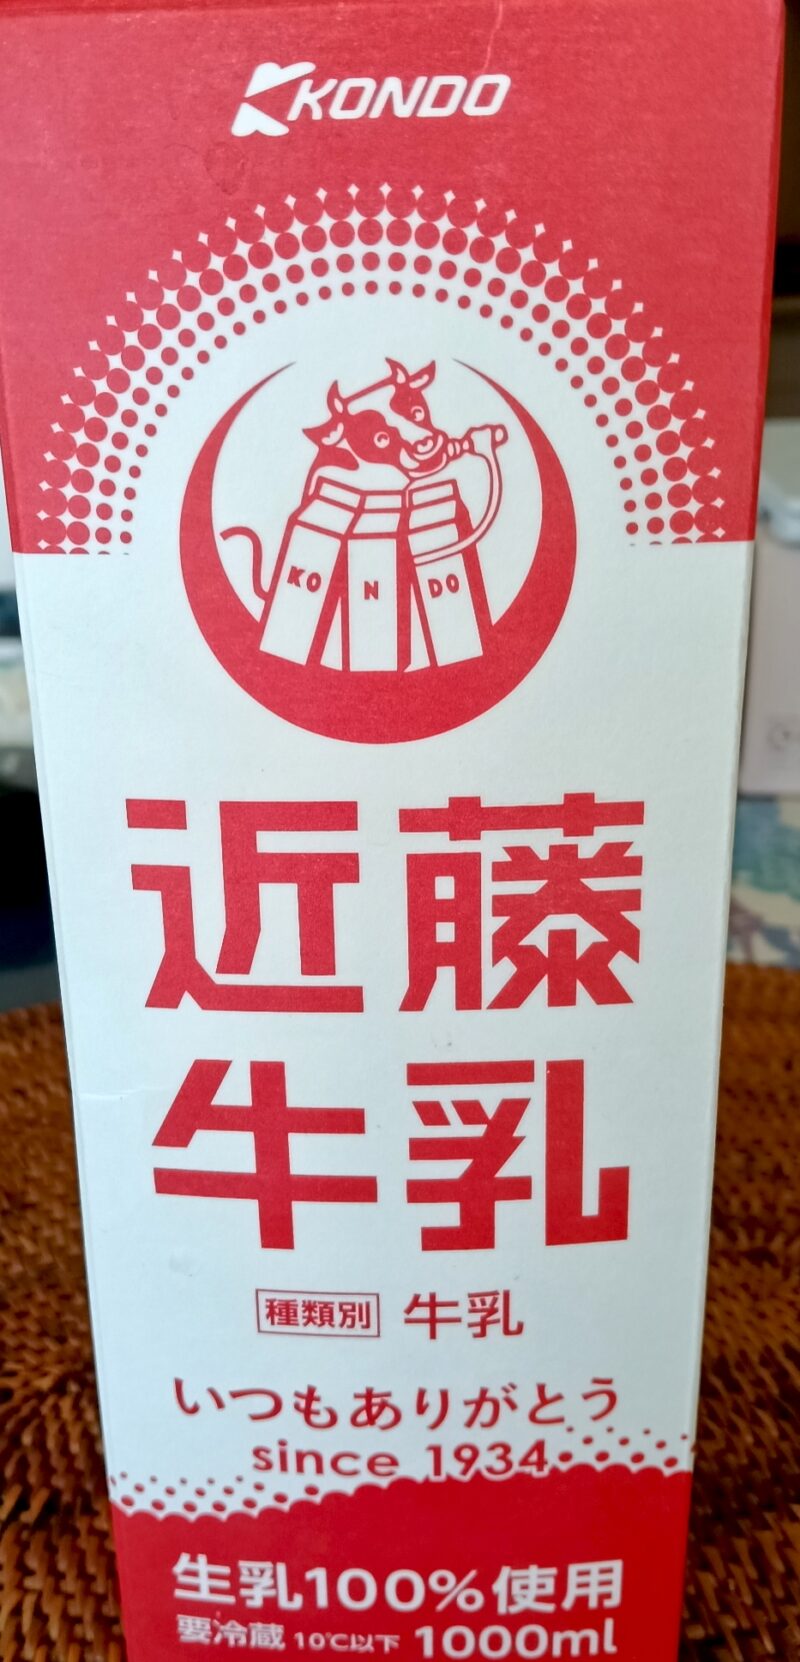 KONDO
KO N DO
近藤
牛乳
種類別 牛乳
いつもありがとう
since 1934
生乳100%使用
要冷蔵 10℃以下 1000ml